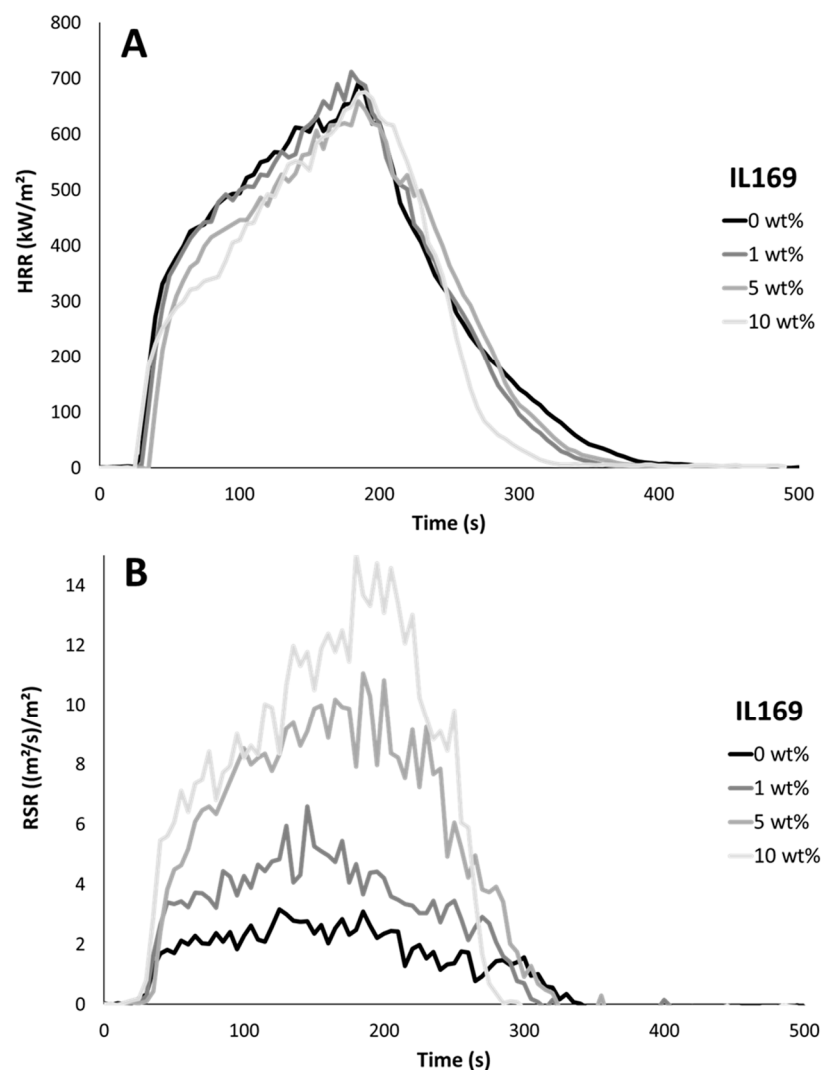 A
800
700
600
500
400
300
200
100
0
HRR (kW/m²)
0 100 200 300 400 500
Time (s)
IL169
0 wt%
1 wt%
5 wt%
10 wt%
B
14
12
10
8
6
4
2
0
RSR ((m²/s)/m²)
0 100 200 300 400 500
Time (s)
IL169
0 wt%
1 wt%
5 wt%
10 wt%